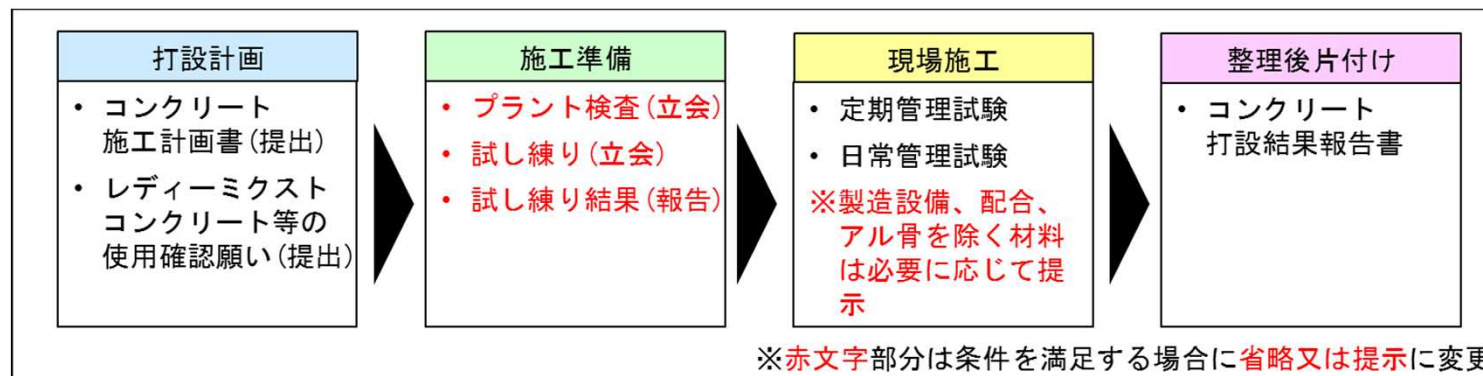 打設計画
・ コンクリート
施工計画書(提出)
・ レディーミクスト
コンクリート等の
使用確認願い(提出)
施工準備
・ プラント検査(立会)
・ 試し練り(立会)
・ 試し練り結果(報告)
現場施工
・ 定期管理試験
・ 日常管理試験
※製造設備、配合、
アル骨を除く材料
は必要に応じて提
示
整理後片付け
・ コンクリート
打設結果報告書
※赤文字部分は条件を満足する場合に省略又は提示に変更